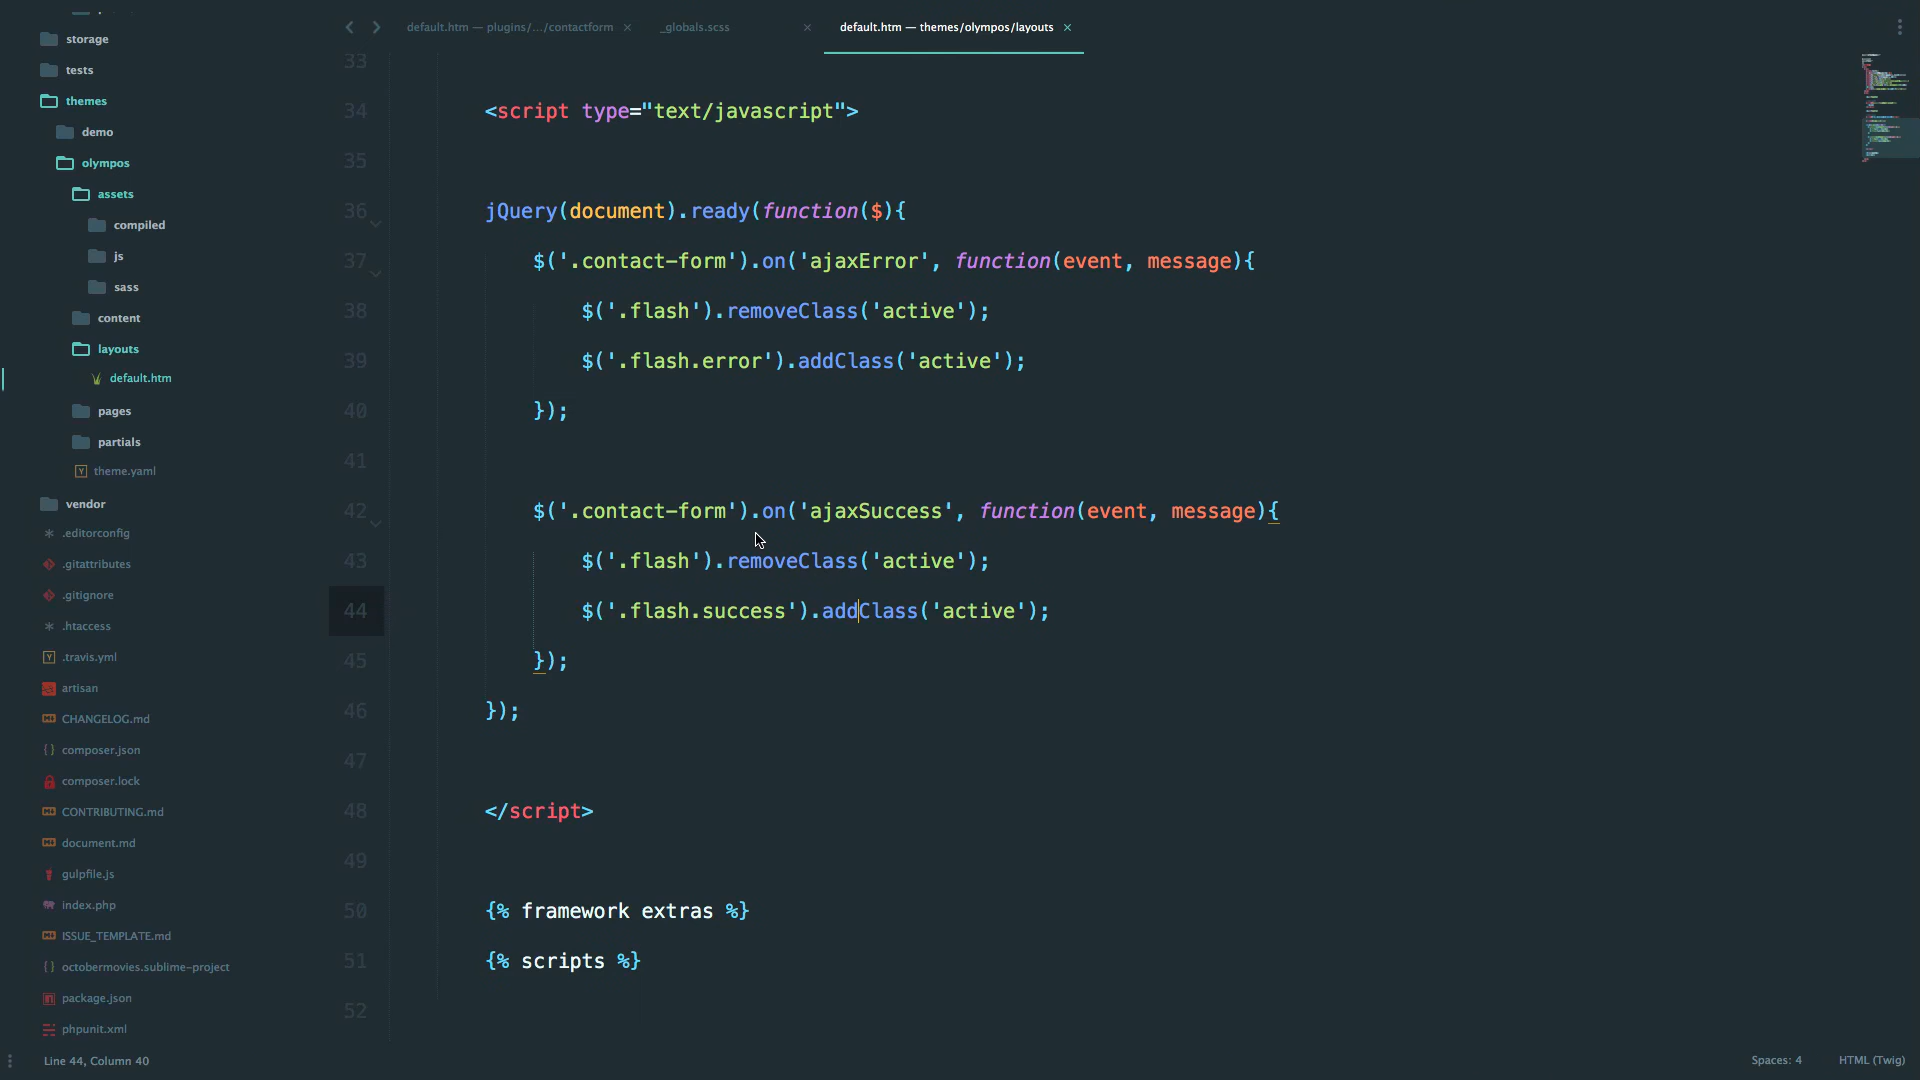 default.htm — plugins/.../contactform ×
_globals.scss ×
default.htm — themes/olympos/layouts ×
storage
tests
themes
demo
olympos
assets
compiled
js
sass
content
layouts
default.htm
pages
partials
theme.yaml
vendor
.editorconfig
.gitattributes
.gitignore
.htaccess
.travis.yml
artisan
CHANGELOG.md
composer.json
composer.lock
CONTRIBUTING.md
document.md
gulpfile.js
index.php
ISSUE_TEMPLATE.md
octobermovies.sublime-project
package.json
phpunit.xml
33
34 <script type="text/javascript">
35
36 jQuery(document).ready(function($){
37 $('.contact-form').on('ajaxError', function(event, message){
38 $('.flash').removeClass('active');
39 $('.flash.error').addClass('active');
40 });
41
42 $('.contact-form').on('ajaxSuccess', function(event, message){
43 $('.flash').removeClass('active');
44 $('.flash.success').addClass('active');
45 });
46 });
47
48 </script>
49
50 {% framework extras %}
51 {% scripts %}
52
Line 44, Column 40
Spaces: 4
HTML (Twig)